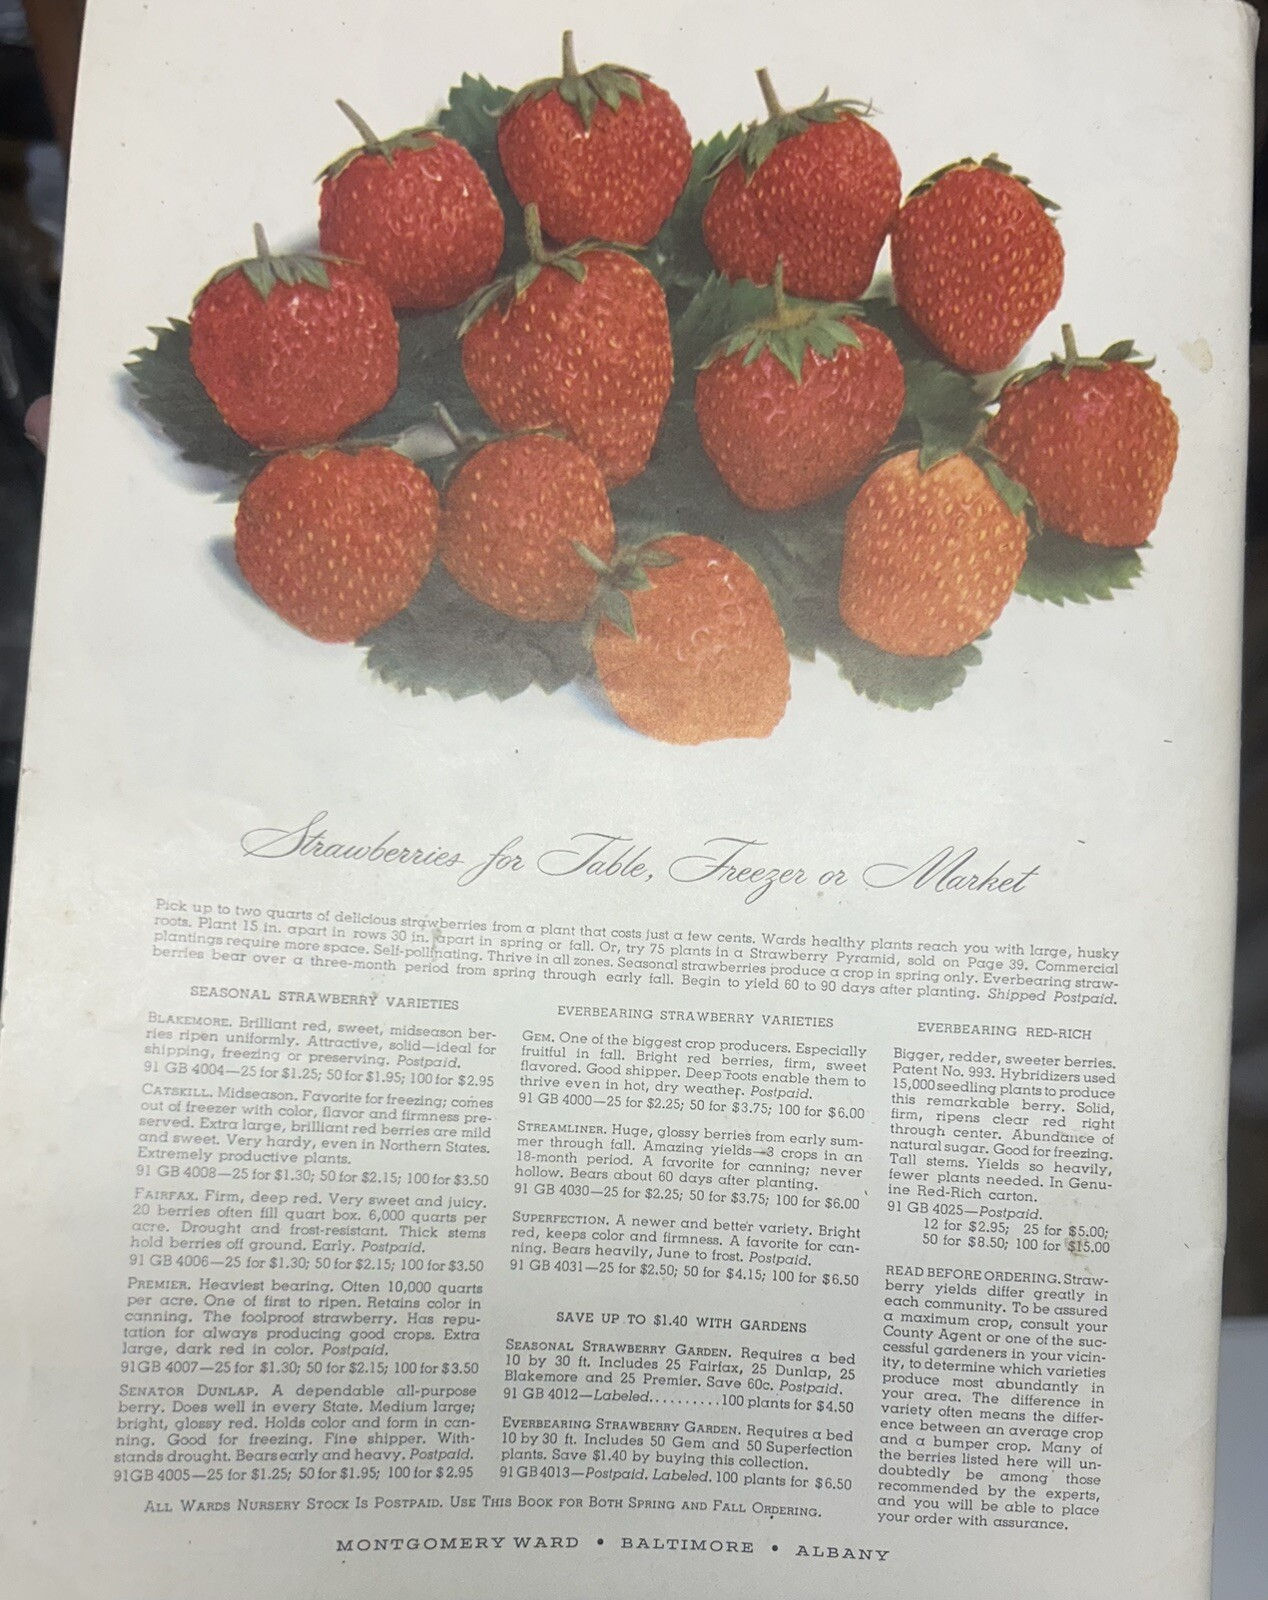 Strawberries for Table, Freezer or Market
Pick up to two quarts of delicious strawberries from a plant that costs just a few cents. Wards healthy plants reach you with large, husky
roots. Plant 15 in. apart in rows 30 in. apart in spring or fall. Or, try 75 plants in a Strawberry Pyramid, sold on Page 39. Commercial
plantings require more space. Self-pollinating. Thrive in all zones. Seasonal strawberries produce a crop in spring only. Everbearing straw-
berries bear over a three-month period from spring through early fall. Begin to yield 60 to 90 days after planting. Shipped Postpaid.
SEASONAL STRAWBERRY VARIETIES
BLAKEMORE. Brilliant red, sweet, midseason ber-
ries ripen uniformly. Attractive, solid—ideal for
shipping, freezing or preserving. Postpaid.
91 GB 4004—25 for $1.25; 50 for $1.95; 100 for $2.95
CATSKILL. Midseason. Favorite for freezing; comes
out of freezer with color, flavor and firmness pre-
served. Extra large, brilliant red berries are mild
and sweet. Very hardy, even in Northern States.
Extremely productive plants.
91 GB 4008—25 for $1.30; 50 for $2.15; 100 for $3.50
FAIRFAX. Firm, deep red. Very sweet and juicy.
20 berries often fill quart box. 6,000 quarts per
acre. Drought and frost-resistant. Thick stems
hold berries off ground. Early. Postpaid.
91 GB 4006—25 for $1.30; 50 for $2.15; 100 for $3.50
PREMIER. Heaviest bearing. Often 10,000 quarts
per acre. One of first to ripen. Retains color in
canning. The foolproof strawberry. Has repu-
tation for always producing good crops. Extra
large, dark red in color. Postpaid.
91 GB 4007—25 for $1.30; 50 for $2.15; 100 for $3.50
SENATOR DUNLAP. A dependable all-purpose
berry. Does well in every State. Medium large;
bright, glossy red. Holds color and form in can-
ning. Good for freezing. Fine shipper. With-
stands drought. Bears early and heavy. Postpaid.
91 GB 4005—25 for $1.25; 50 for $1.95; 100 for $2.95
EVERBEARING STRAWBERRY VARIETIES
GEM. One of the biggest crop producers. Especially
fruitful in fall. Bright red berries, firm, sweet
flavored. Good shipper. Deep roots enable them to
thrive even in hot, dry weather. Postpaid.
91 GB 4000—25 for $2.25; 50 for $3.75; 100 for $6.00
STREAMLINER. Huge, glossy berries from early sum-
mer through fall. Amazing yields—3 crops in an
18-month period. A favorite for canning; never
hollow. Bears about 60 days after planting.
91 GB 4030—25 for $2.25; 50 for $3.75; 100 for $6.00
SUPERFECTION. A newer and better variety. Bright
red, keeps color and firmness. A favorite for can-
ning. Bears heavily, June to frost. Postpaid.
91 GB 4031—25 for $2.50; 50 for $4.15; 100 for $6.50
SAVE UP TO $1.40 WITH GARDENS
SEASONAL STRAWBERRY GARDEN. Requires a bed
10 by 30 ft. Includes 25 Fairfax, 25 Dunlap, 25
Blakemore and 25 Premier. Save 60c. Postpaid.
91 GB 4012—Labeled..........100 plants for $4.50
EVERBEARING STRAWBERRY GARDEN. Requires a bed
10 by 30 ft. Includes 50 Gem and 50 Superfection
plants. Save $1.40 by buying this collection.
91 GB 4013—Postpaid. Labeled. 100 plants for $6.50
EVERBEARING RED-RICH
Bigger, redder, sweeter berries.
Patent No. 993. Hybridizers used
15,000 seedling plants to produce
this remarkable berry. Solid,
firm, ripens clear red right
through center. Abundance of
natural sugar. Good for freezing.
Tall stems. Yields so heavily,
fewer plants needed. In Genu-
ine Red-Rich carton.
91 GB 4025—Postpaid.
12 for $2.95; 25 for $5.00;
50 for $8.50; 100 for $15.00
READ BEFORE ORDERING. Straw-
berry yields differ greatly in
each community. To be assured
a maximum crop, consult your
County Agent or one of the suc-
cessful gardeners in your vicin-
ity, to determine which varieties
produce most abundantly in
your area. The difference in
variety often means the differ-
ence between an average crop
and a bumper crop. Many of
the berries listed here will un-
doubtedly be among those
recommended by the experts,
and you will be able to place
your order with assurance.
ALL WARDS NURSERY STOCK IS POSTPAID. USE THIS BOOK FOR BOTH SPRING AND FALL ORDERING.
MONTGOMERY WARD • BALTIMORE • ALBANY